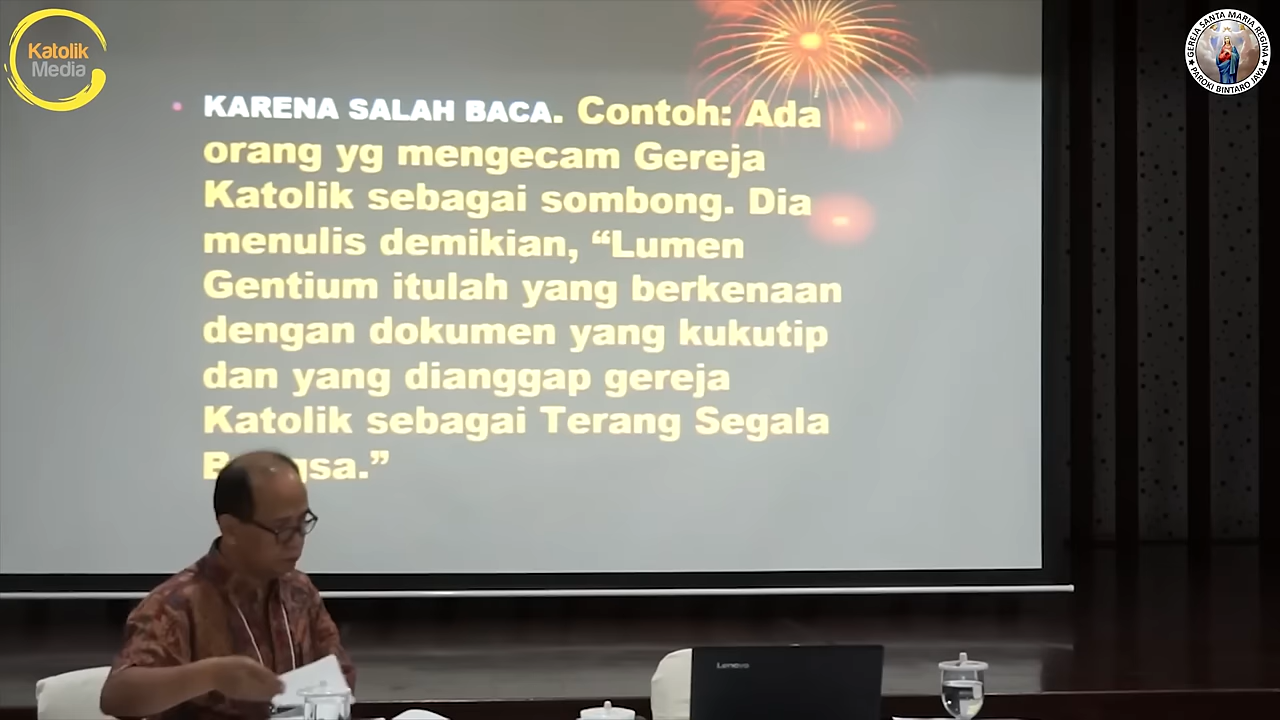 Katolik
Media
GEREJA SANTA MARIA REGINA
PAROKI BINTARO JAYA
KARENA SALAH BACA. Contoh: Ada
orang yg mengecam Gereja
Katolik sebagai sombong. Dia
menulis demikian, “Lumen
Gentium itulah yang berkenaan
dengan dokumen yang kukutip
dan yang dianggap gereja
Katolik sebagai Terang Segala
Lenovo